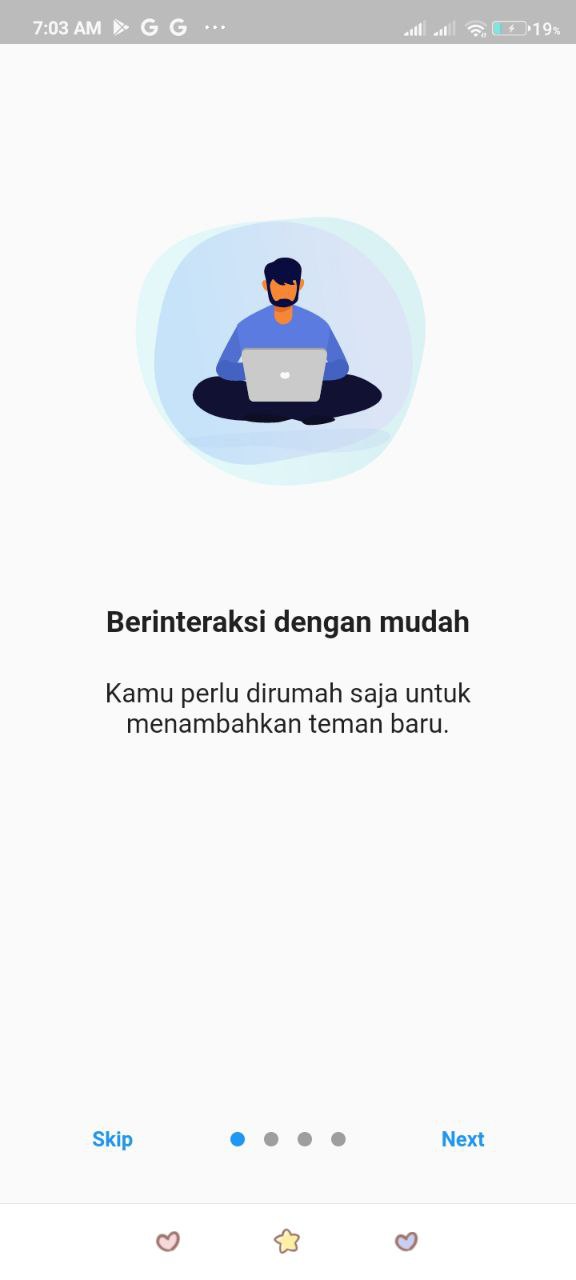 7:03 AM 19%
Berinteraksi dengan mudah
Kamu perlu dirumah saja untuk
menambahkan teman baru.
Skip Next